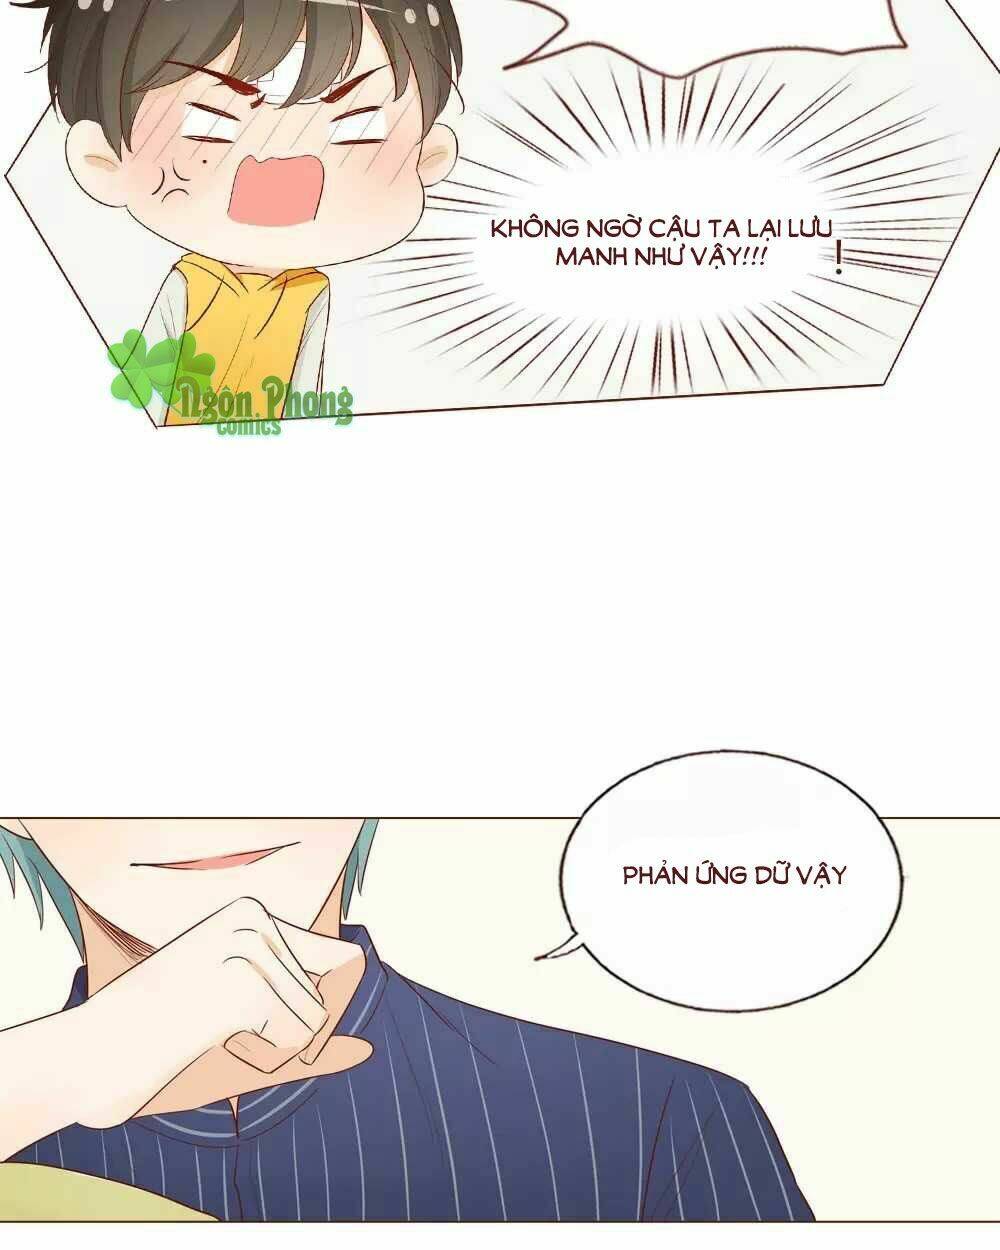 KHÔNG NGỜ CẬU TA LẠI LƯU
MANH NHƯ VẬY!!! !
Ngôn Phong
comics
PHẢN ỨNG DỮ VẬY